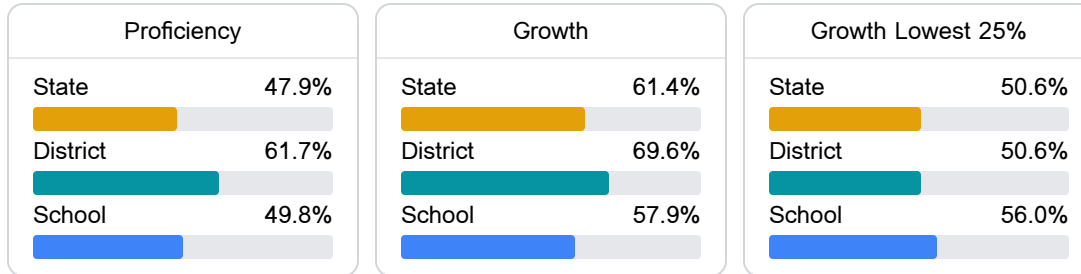 Proficiency
State 47.9%
District 61.7%
School 49.8%
Growth
State 61.4%
District 69.6%
School 57.9%
Growth Lowest 25%
State 50.6%
District 50.6%
School 56.0%